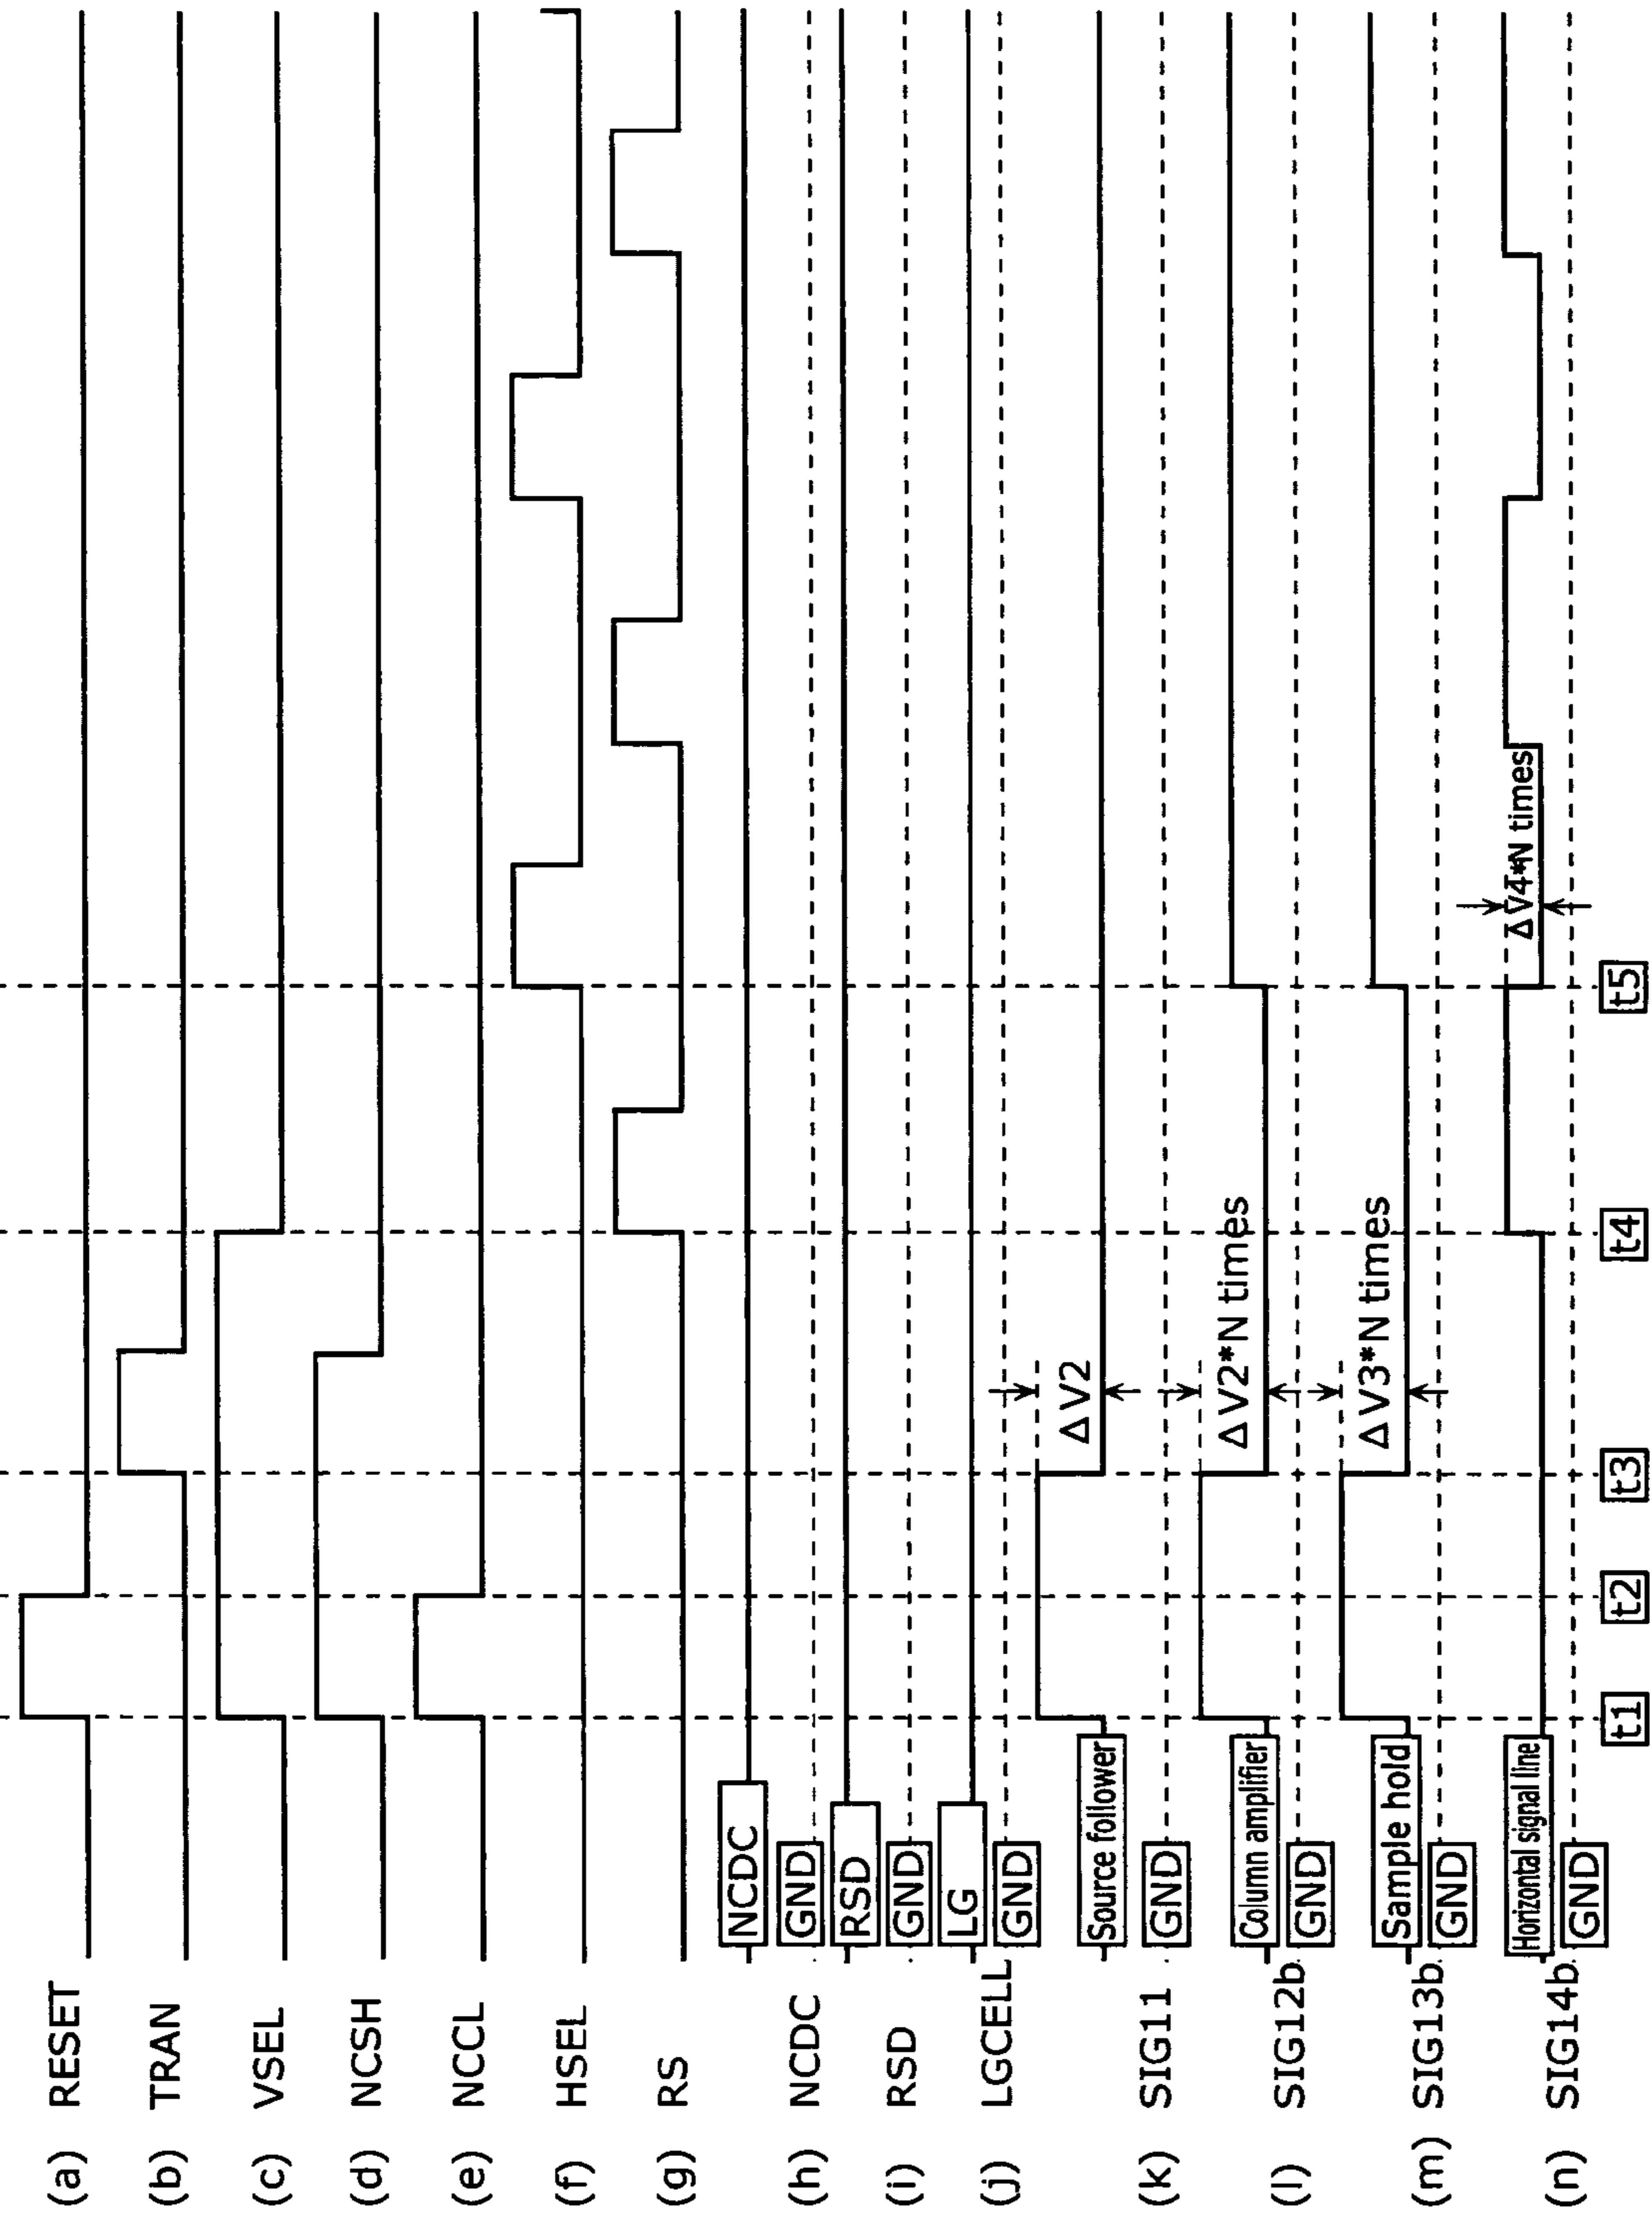 (a) RESET
(b) TRAN
(c) VSEL
(d) NCSH
(e) NCCL
(f) HSEL
(g) RS
(h) NCDC
NCDC
GND
(i) RSD
RSD
GND
(j) LGCELL
LG
GND
(k) SIG11
Source follower
GND
ΔV2
(l) SIG12b
Column amplifier
GND
ΔV2*N times
(m) SIG13b
Sample hold
GND
ΔV3*N times
(n) SIG14b
Horizontal signal line
GND
ΔV4*N times
t1 t2 t3 t4 t5